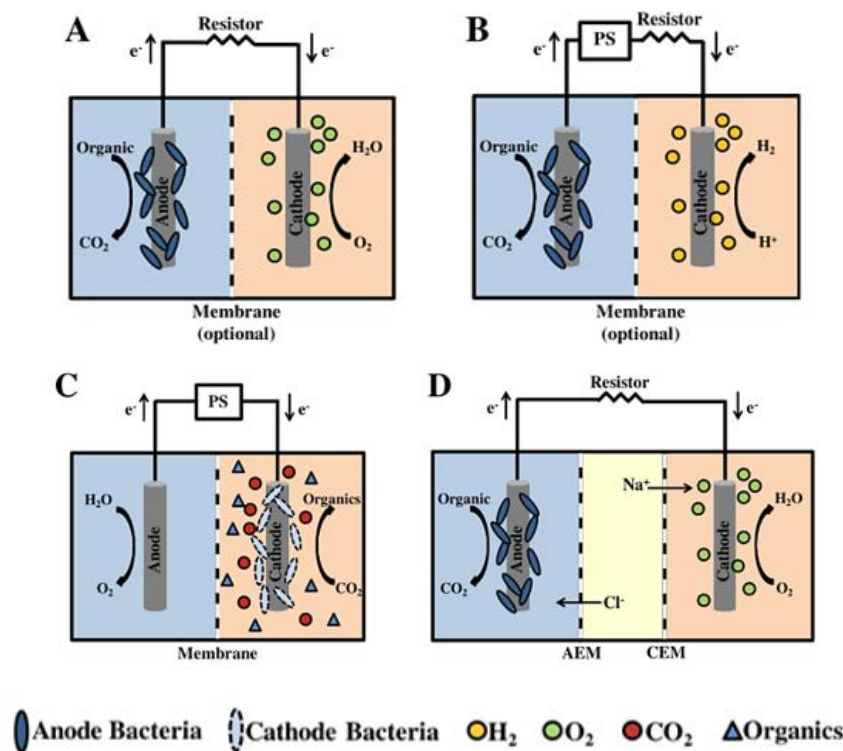 A
Resistor
e- e-
Organic
CO2
Anode
Cathode
H2O
O2
Membrane
(optional)
B
PS Resistor
e- e-
Organic
CO2
Anode
Cathode
H2
H+
Membrane
(optional)
C
PS
e- e-
H2O
O2
Anode
Cathode
Organics
CO2
Membrane
D
Resistor
e- e-
Organic
CO2
Anode
Cl-
Na+
Cathode
H2O
O2
AEM CEM
Anode Bacteria Cathode Bacteria H2 O2 CO2 Organics